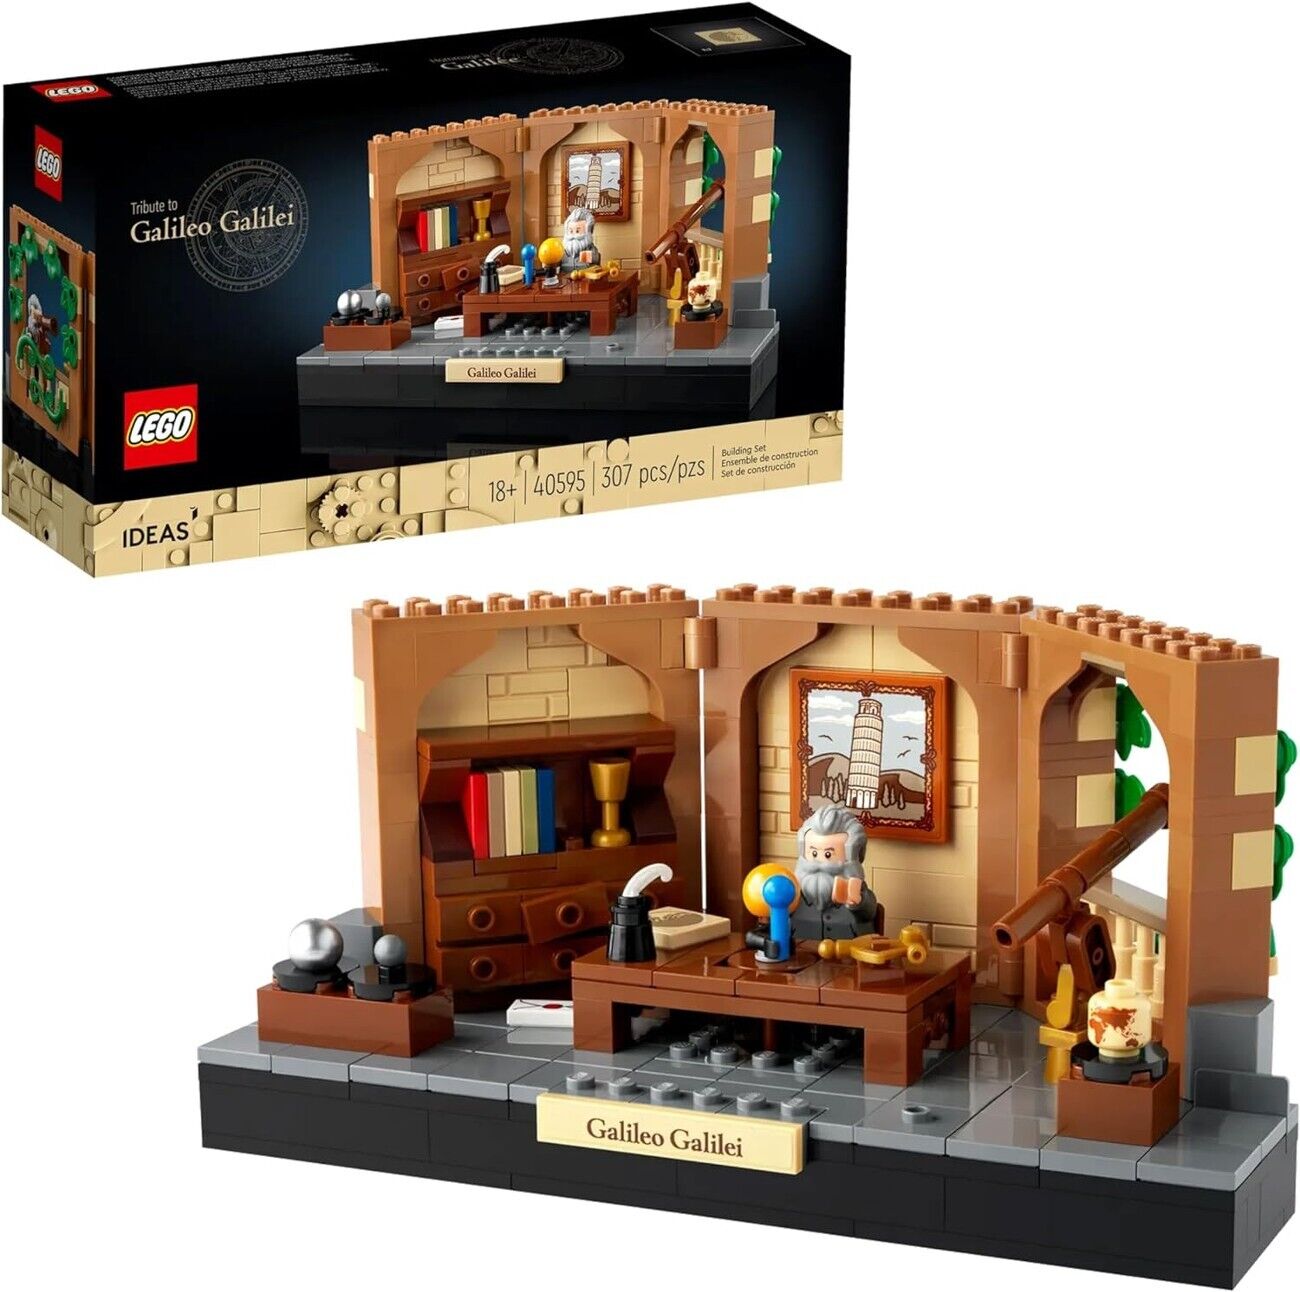 LEGO
LEGO
Galilee
Tribute to
Galileo Galilei
Galileo Galilei
LEGO
18+ | 40595 | 307 pcs/pzs
Building Set
Ensemble de construction
Set de construcción
IDEAS
Galileo Galilei